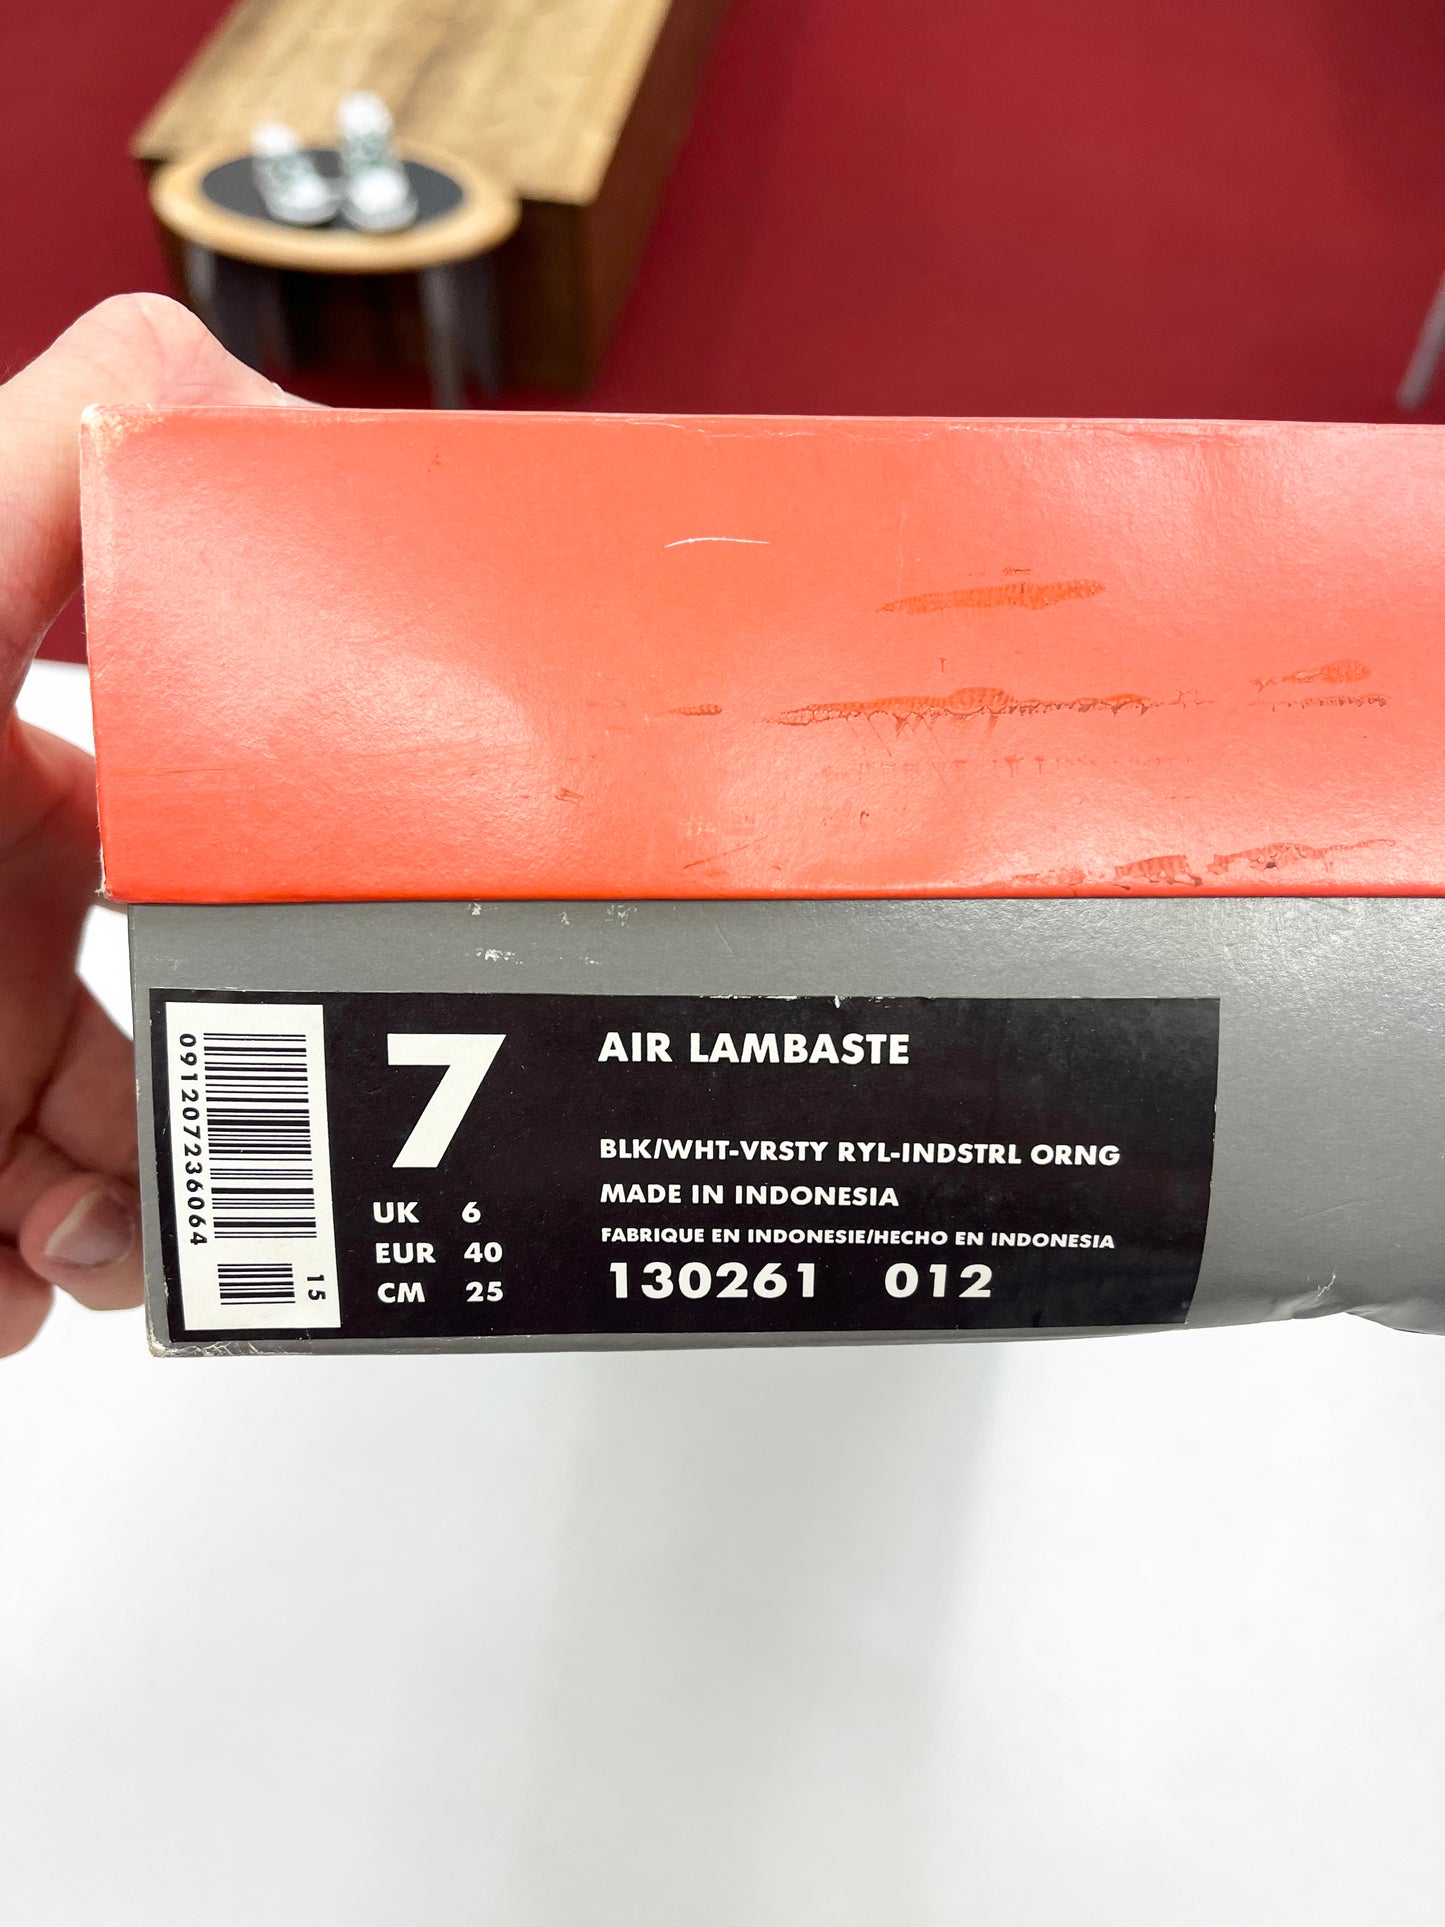 091207236064
15
7
UK 6
EUR 40
CM 25
AIR LAMBASTE
BLK/WHT-VRSTY RYL-INDSTRL ORNG
MADE IN INDONESIA
FABRIQUE EN INDONESIE/HECHO EN INDONESIA
130261 012